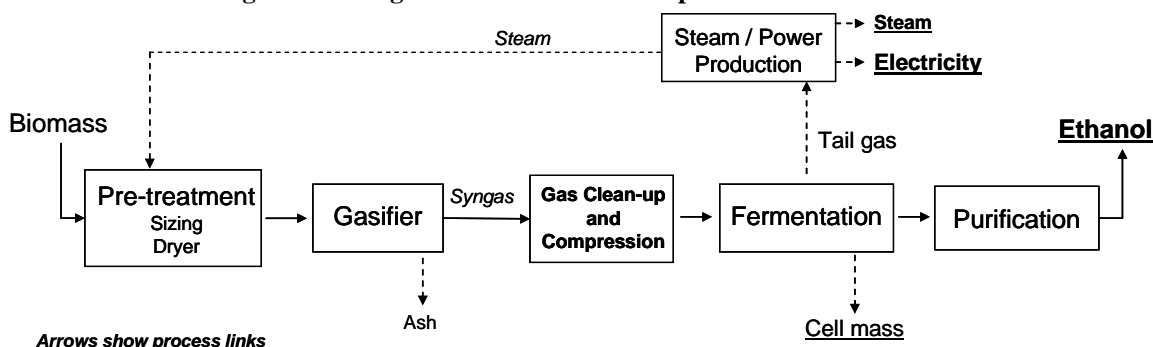 Steam
Steam / Power
Production
Steam
Electricity
Biomass
Tail gas
Ethanol
Pre-treatment
Sizing
Dryer
Gasifier
Syngas
Gas Clean-up
and
Compression
Fermentation
Purification
Ash
Cell mass
Arrows show process links